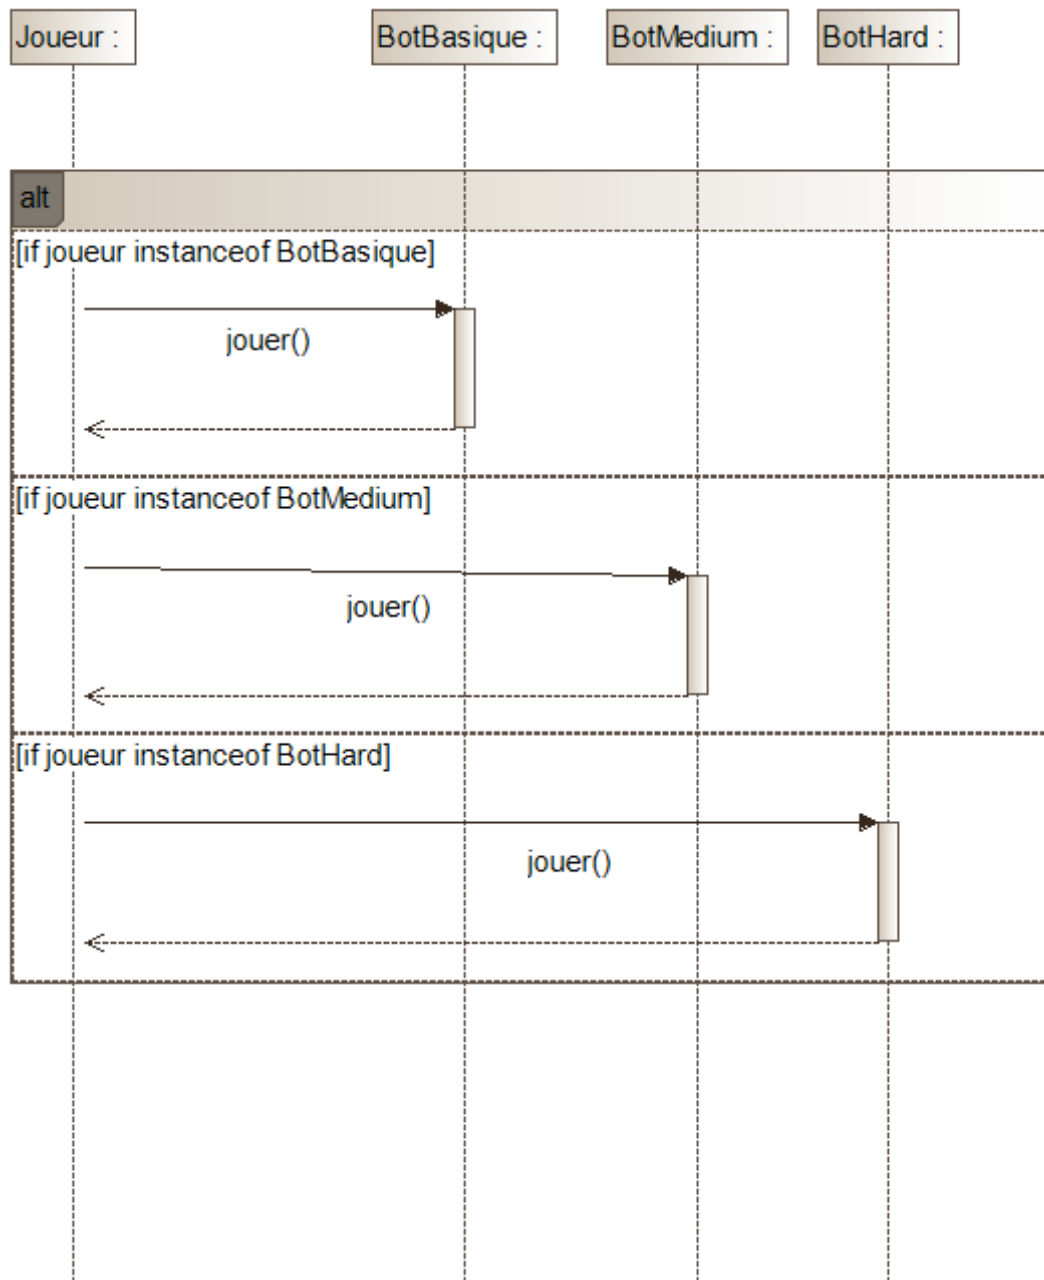 Joueur :
BotBasique :
BotMedium :
BotHard :
alt
[if joueur instanceof BotBasique]
jouer()
[if joueur instanceof BotMedium]
jouer()
[if joueur instanceof BotHard]
jouer()